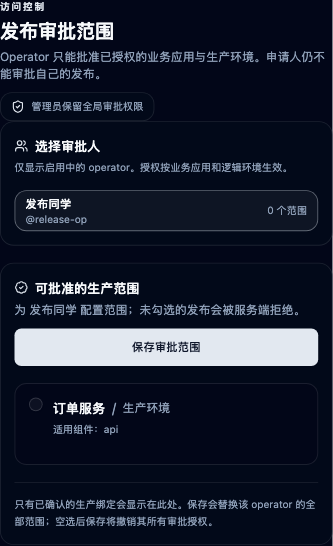 访问控制
发布审批范围
Operator 只能批准已授权的业务应用与生产环境。申请人仍不
能审批自己的发布。
管理员保留全局审批权限
选择审批人
仅显示启用中的 operator。授权按业务应用和逻辑环境生效。
发布同学
0 个范围
@release-op
可批准的生产范围
为 发布同学 配置范围；未勾选的发布会被服务端拒绝。
保存审批范围
订单服务 / 生产环境
适用组件：api
只有已确认的生产绑定会显示在此处。保存会替换该 operator 的全
部范围；空选后保存将撤销其所有审批授权。